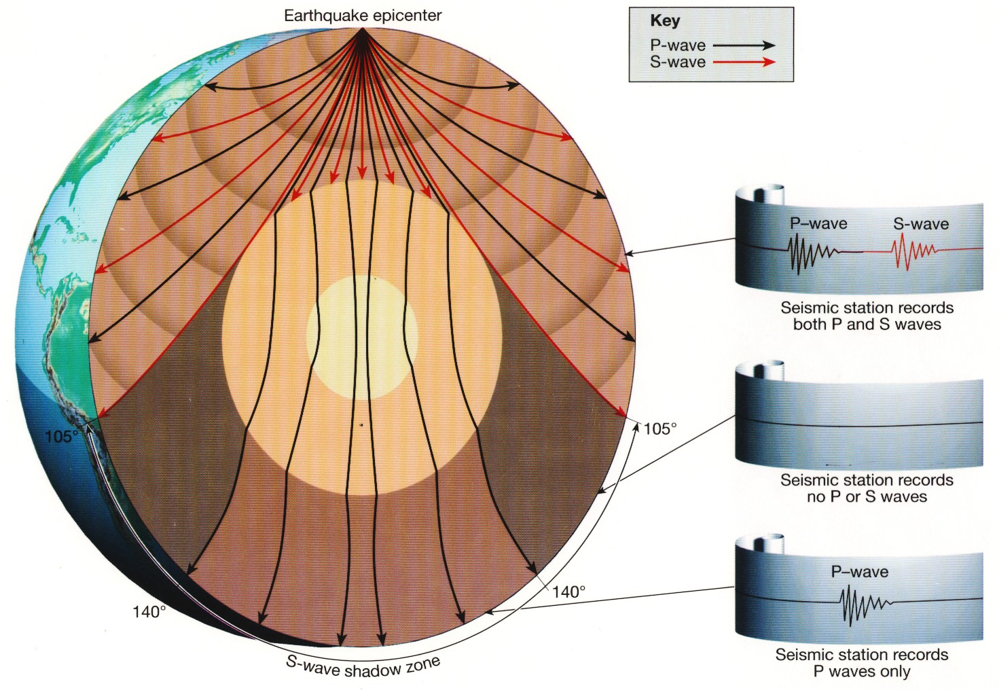 Earthquake epicenter
Key
P-wave
S-wave
P–wave
S-wave
Seismic station records
both P and S waves
105°
105°
Seismic station records
no P or S waves
P–wave
140°
140°
Seismic station records
P waves only
S-wave shadow zone